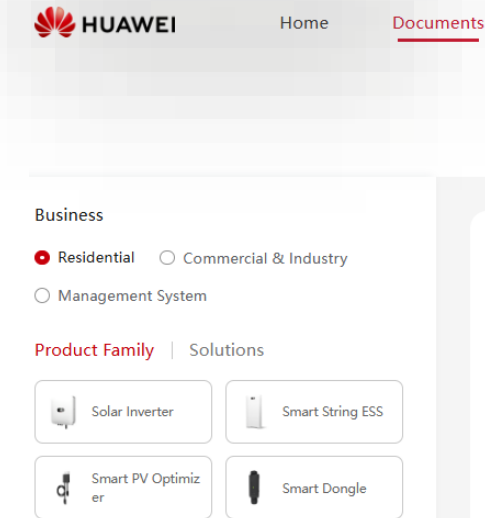 HUAWEI Home Documents
Business
Residential Commercial & Industry
Management System
Product Family Solutions
Solar Inverter Smart String ESS
Smart PV Optimiz
er
Smart Dongle